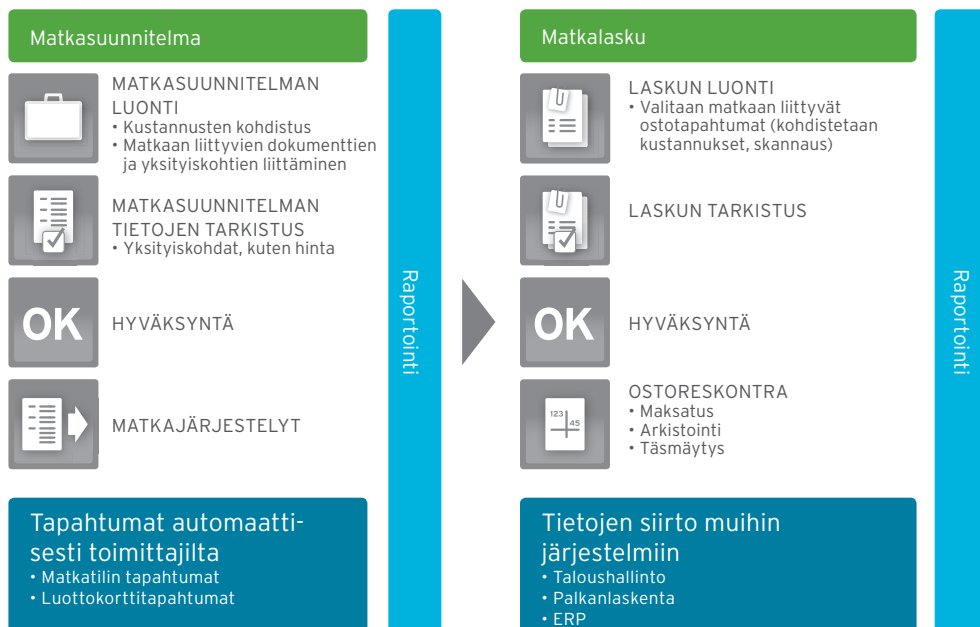 Matkasuunnitelma
MATKASUUNNITELMAN
LUONTI
• Kustannusten kohdistus
• Matkaan liittyvien dokumenttien
ja yksityiskohtien liittäminen
MATKASUUNNITELMAN
TIETOJEN TARKISTUS
• Yksityiskohdat, kuten hinta
OK
HYVÄKSYNTÄ
MATKAJÄRJESTELYT
Tapahtumat automaatti-
sesti toimittajilta
• Matkatilin tapahtumat
• Luottokorttitapahtumat
Raportointi
Matkalasku
LASKUN LUONTI
• Valitaan matkaan liittyvät
ostotapahtumat (kohdistetaan
kustannukset, skannaus)
LASKUN TARKISTUS
OK
HYVÄKSYNTÄ
123
45
OSTORESKONTRA
• Maksatus
• Arkistointi
• Täsmäytys
Tietojen siirto muihin
järjestelmiin
• Taloushallinto
• Palkanlaskenta
• ERP
Raportointi